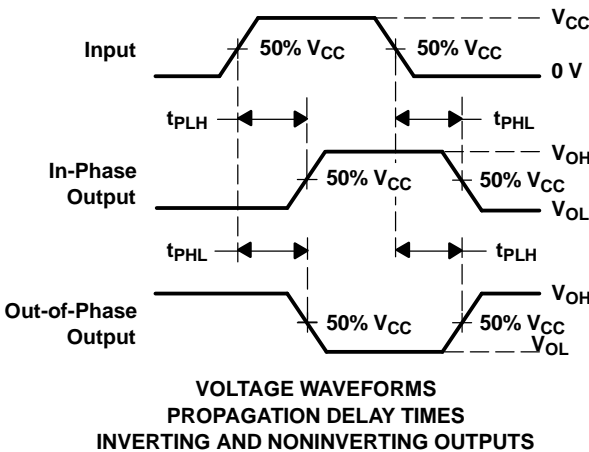 V_CC
Input
50% V_CC
50% V_CC
0 V
t_PLH
t_PHL
V_OH
In-Phase
Output
50% V_CC
50% V_CC
V_OL
t_PHL
t_PLH
V_OH
Out-of-Phase
Output
50% V_CC
50% V_CC
V_OL
VOLTAGE WAVEFORMS
PROPAGATION DELAY TIMES
INVERTING AND NONINVERTING OUTPUTS